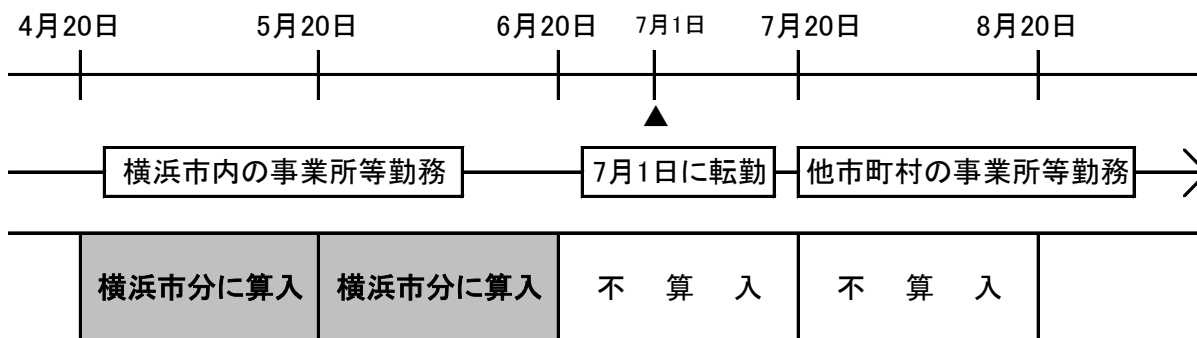 4月20日 5月20日 6月20日 7月1日 7月20日 8月20日
▲
横浜市内の事業所等勤務 7月1日に転勤 他市町村の事業所等勤務
横浜市分に算入 横浜市分に算入 不 算 入 不 算 入